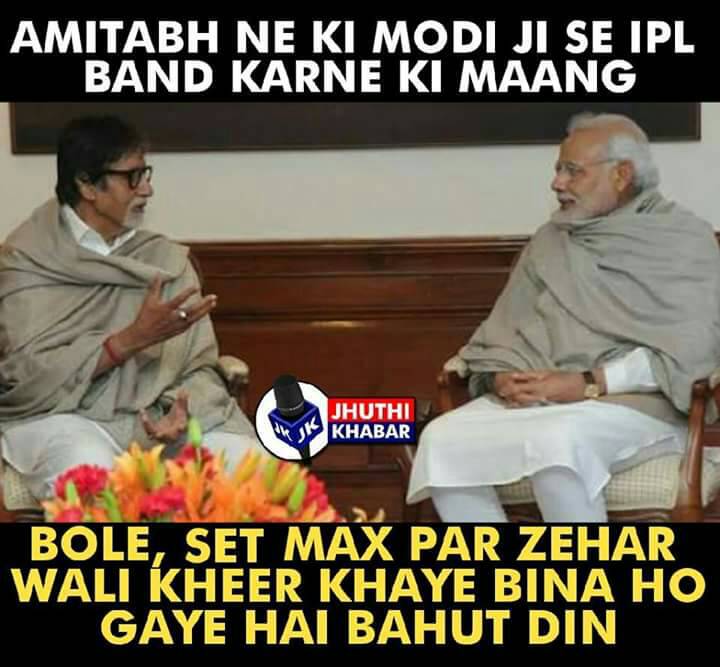 AMITABH NE KI MODI JI SE IPL
BAND KARNE KI MAANG
JK JK
JHUTHI
KHABAR
BOLE, SET MAX PAR ZEHAR
WALI KHEER KHAYE BINA HO
GAYE HAI BAHUT DIN